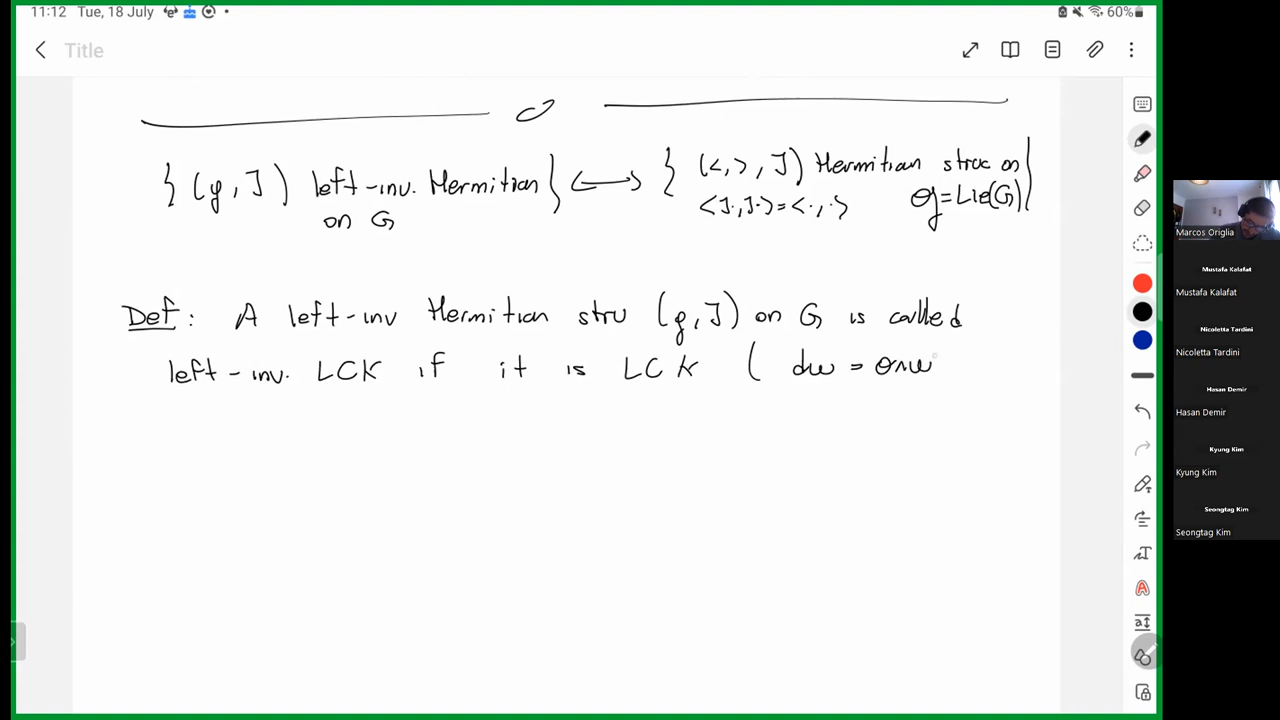 11:12 Tue, 18 July
60%
Title
{ (g, J) left-inv. Hermitian } ⟷ { (<,>, J) Hermitian struc on
on G
<J·, J·> = <·,·>
𝔤 = Lie(G) }
Def: A left-inv Hermitian stru (g, J) on G is called
left-inv. LCK if it is LCK ( dω = θ∧ω
Marcos Origlia
Mustafa Kalafat
Mustafa Kalafat
Nicoletta Tardini
Nicoletta Tardini
Hasan Demir
Hasan Demir
Kyung Kim
Kyung Kim
Seongtag Kim
Seongtag Kim